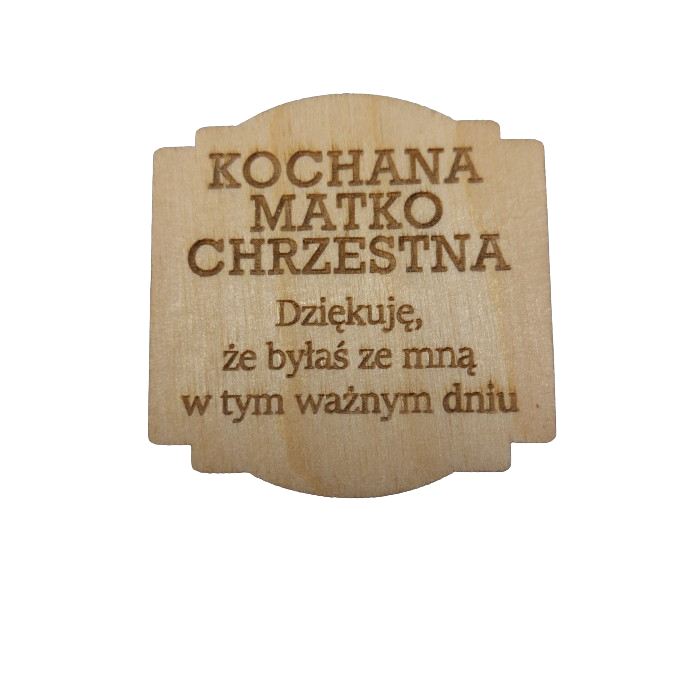 KOCHANA
MATKO
CHRZESTNA
Dziękuję,
że byłaś ze mną
w tym ważnym dniu